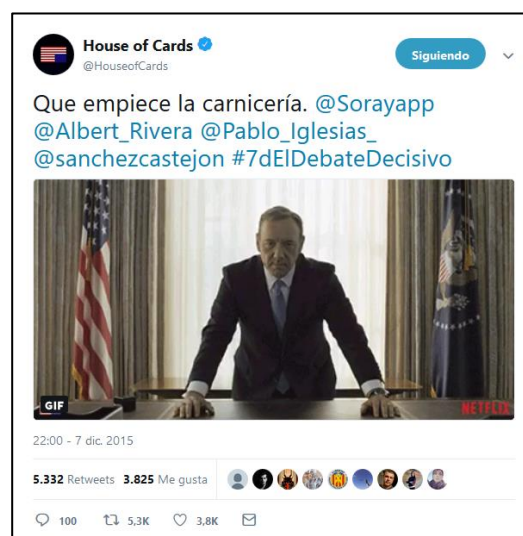 House of Cards
@HouseofCards
Siguiendo
Que empiece la carnicería. @Sorayapp
@Albert_Rivera @Pablo_Iglesias_
@sanchezcastejon #7dElDebateDecisivo
GIF
NETFLIX
22:00 - 7 dic. 2015
5.332 Retweets 3.825 Me gusta
100 5,3K 3,8K